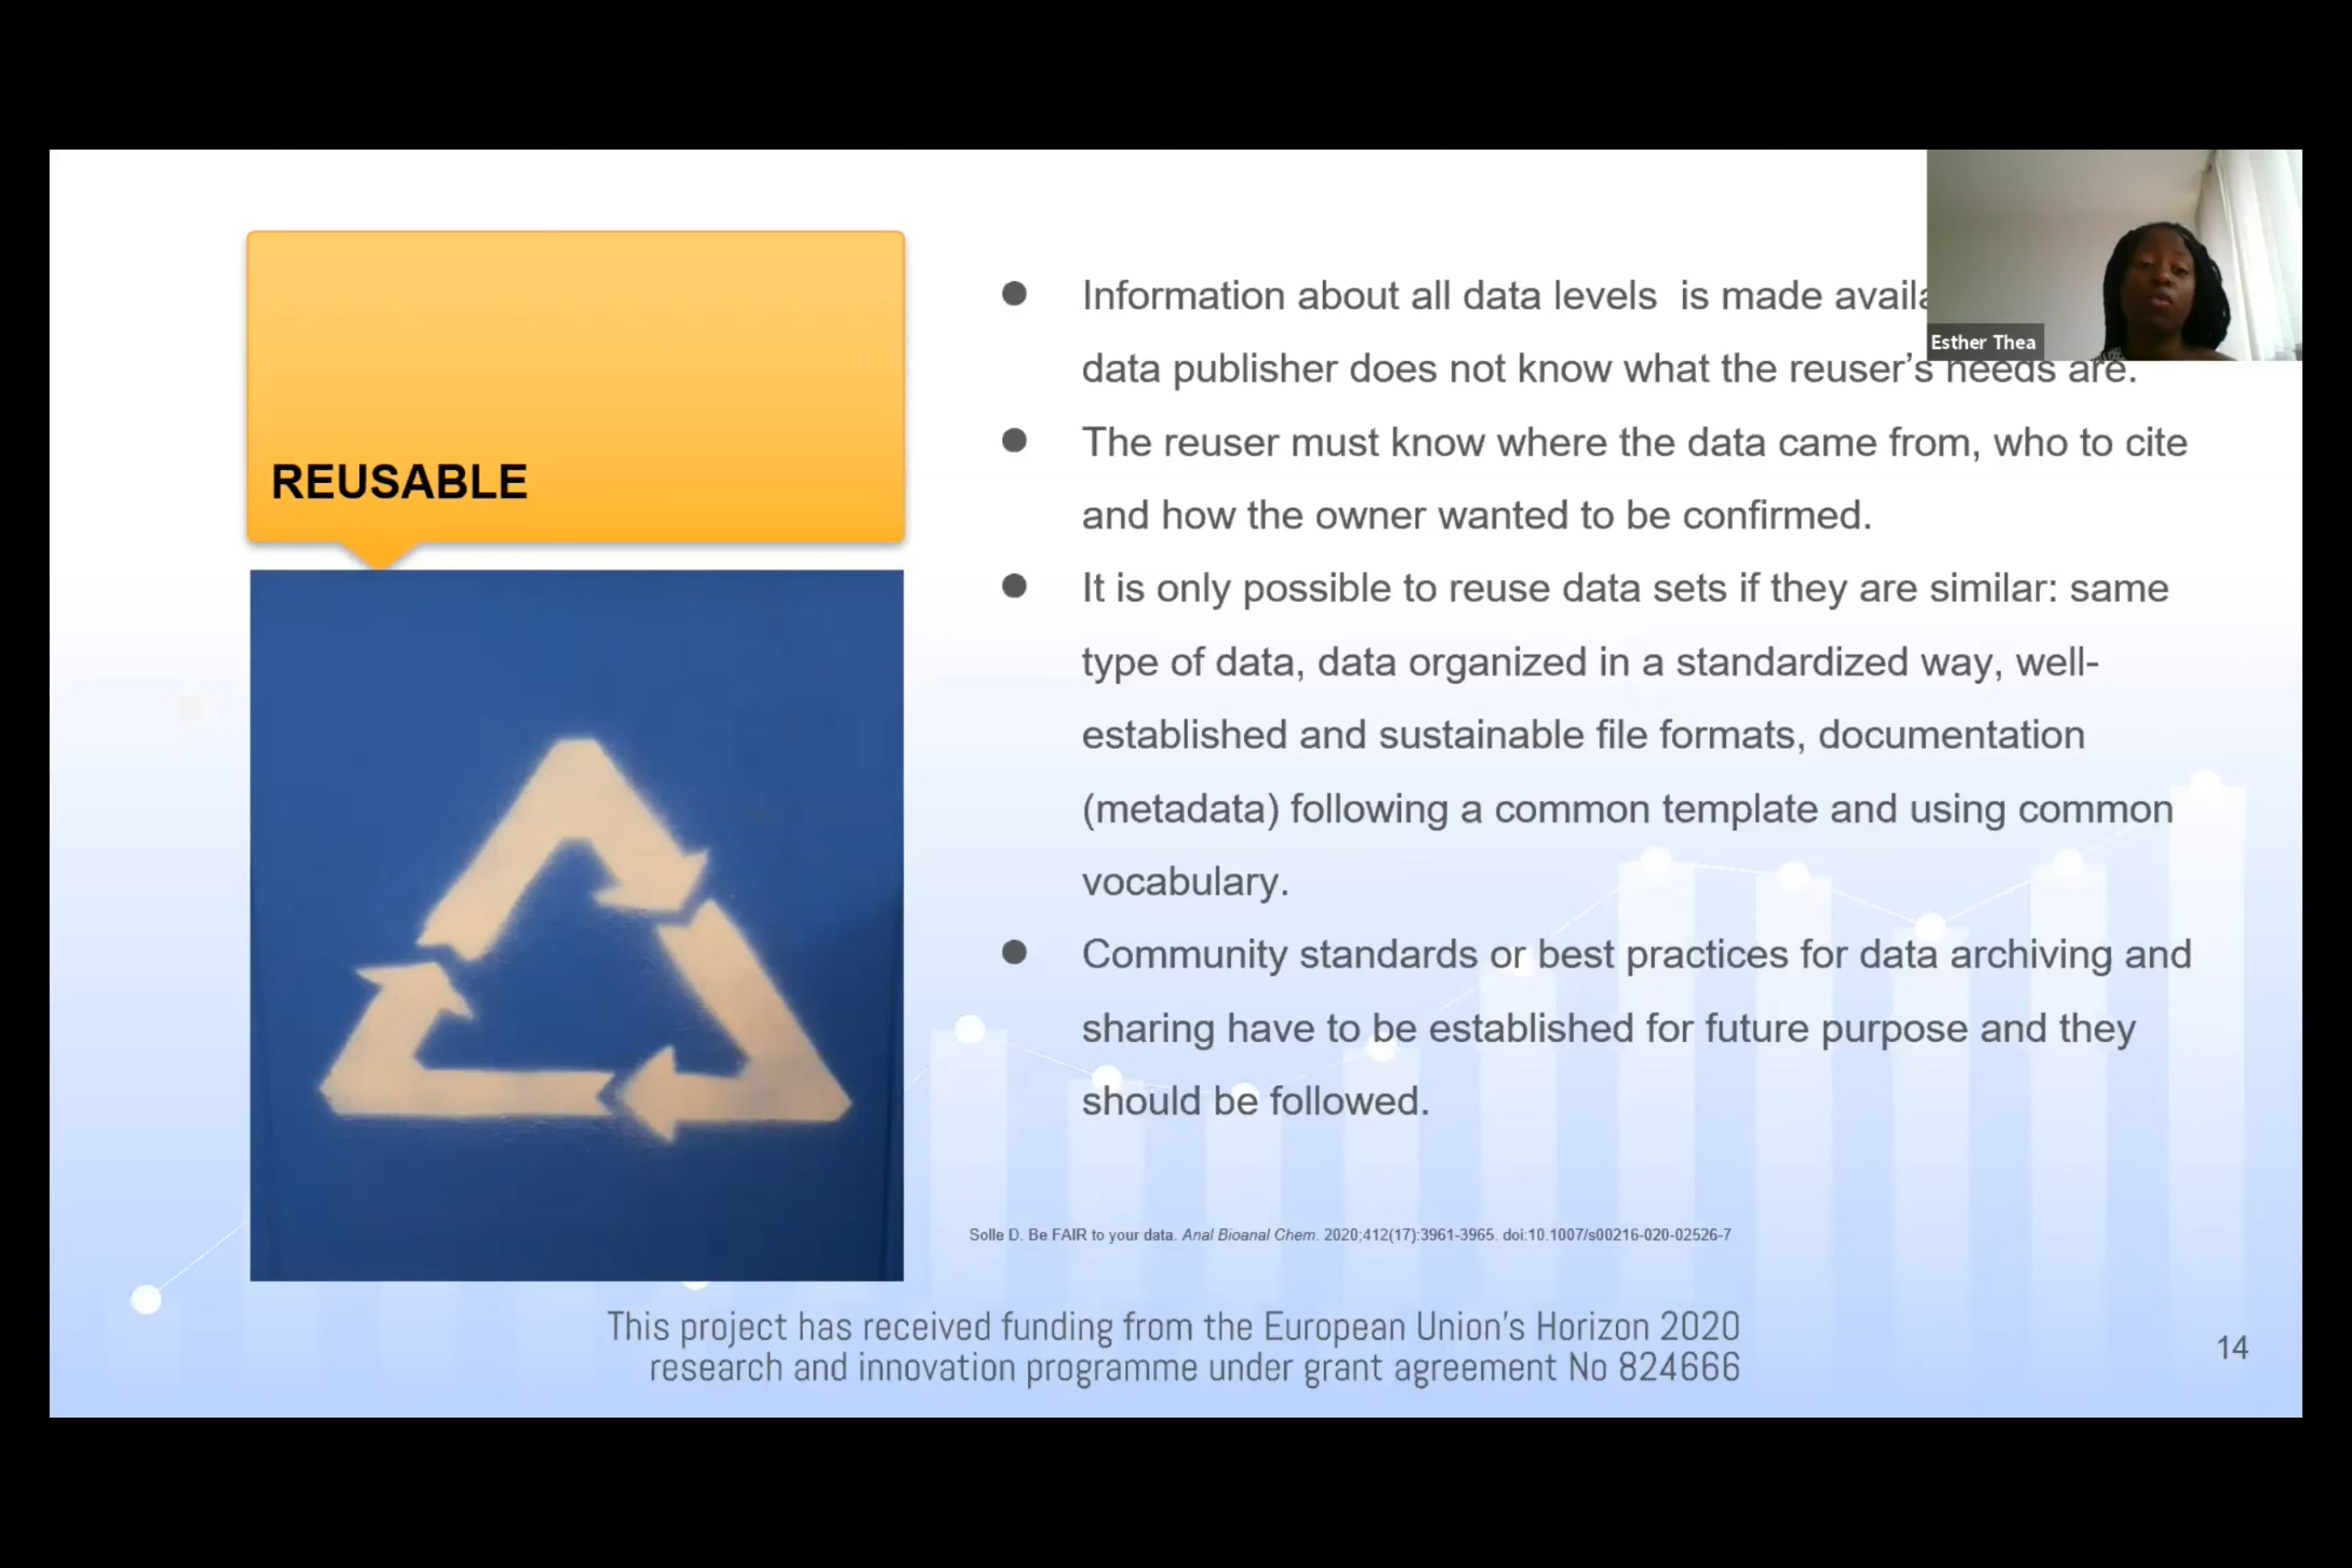 REUSABLE
Information about all data levels is made
data publisher does not know what the reuser's needs are.
The reuser must know where the data came from, who to cite
and how the owner wanted to be confirmed.
It is only possible to reuse data sets if they are similar: same
type of data, data organized in a standardized way, well-
established and sustainable file formats, documentation
(metadata) following a common template and using common
vocabulary.
Community standards or best practices for data archiving and
sharing have to be established for future purpose and they
should be followed.
Esther Thea
Solle D. Be FAIR to your data. Anal Bioanal Chem. 2020;412(17):3961-3965. doi:10.1007/s00216-020-02526-7
This project has received funding from the European Union's Horizon 2020
research and innovation programme under grant agreement No 824666
14